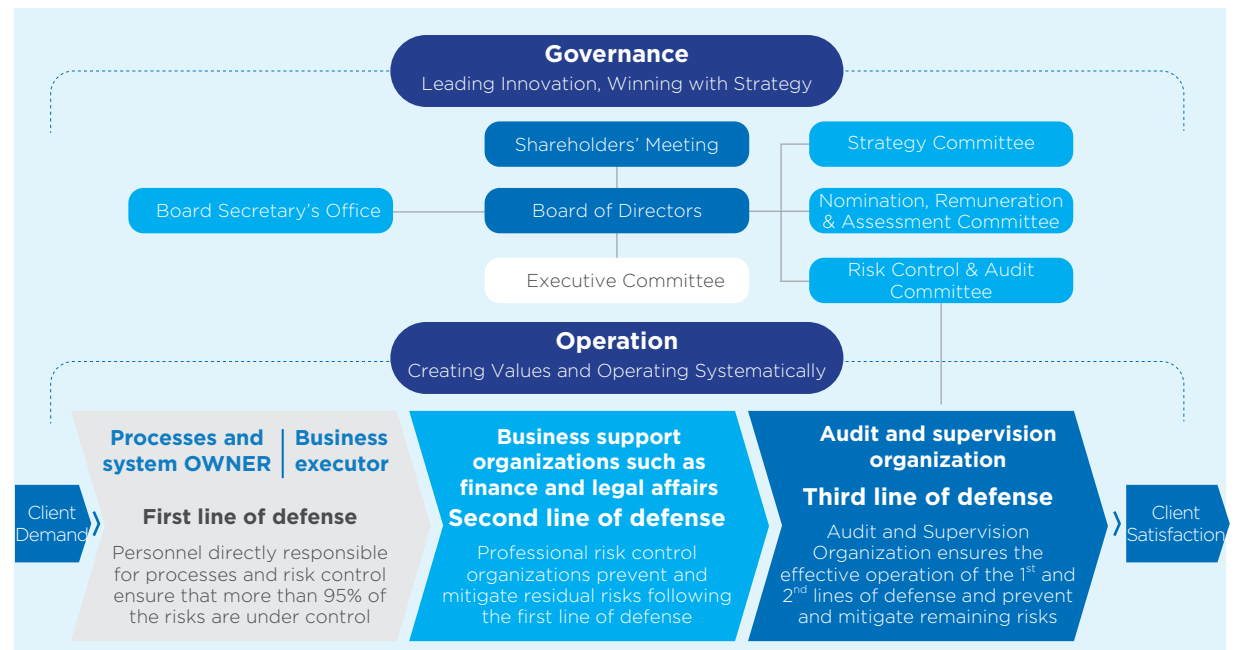 Governance
Leading Innovation, Winning with Strategy
Shareholders’ Meeting
Strategy Committee
Board Secretary’s Office
Board of Directors
Nomination, Remuneration
& Assessment Committee
Executive Committee
Risk Control & Audit
Committee
Operation
Creating Values and Operating Systematically
Client
Demand
Processes and
system OWNER
Business
executor
First line of defense
Personnel directly responsible
for processes and risk control
ensure that more than 95% of
the risks are under control
Business support
organizations such as
finance and legal affairs
Second line of defense
Professional risk control
organizations prevent and
mitigate residual risks following
the first line of defense
Audit and supervision
organization
Third line of defense
Audit and Supervision
Organization ensures the
effective operation of the 1st and
2nd lines of defense and prevent
and mitigate remaining risks
Client
Satisfaction